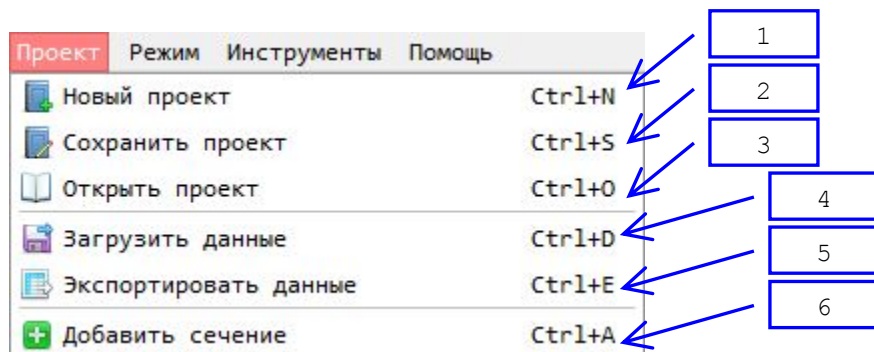 Проект Режим Инструменты Помощь
Новый проект Ctrl+N
Сохранить проект Ctrl+S
Открыть проект Ctrl+O
Загрузить данные Ctrl+D
Экспортировать данные Ctrl+E
Добавить сечение Ctrl+A
1
2
3
4
5
6